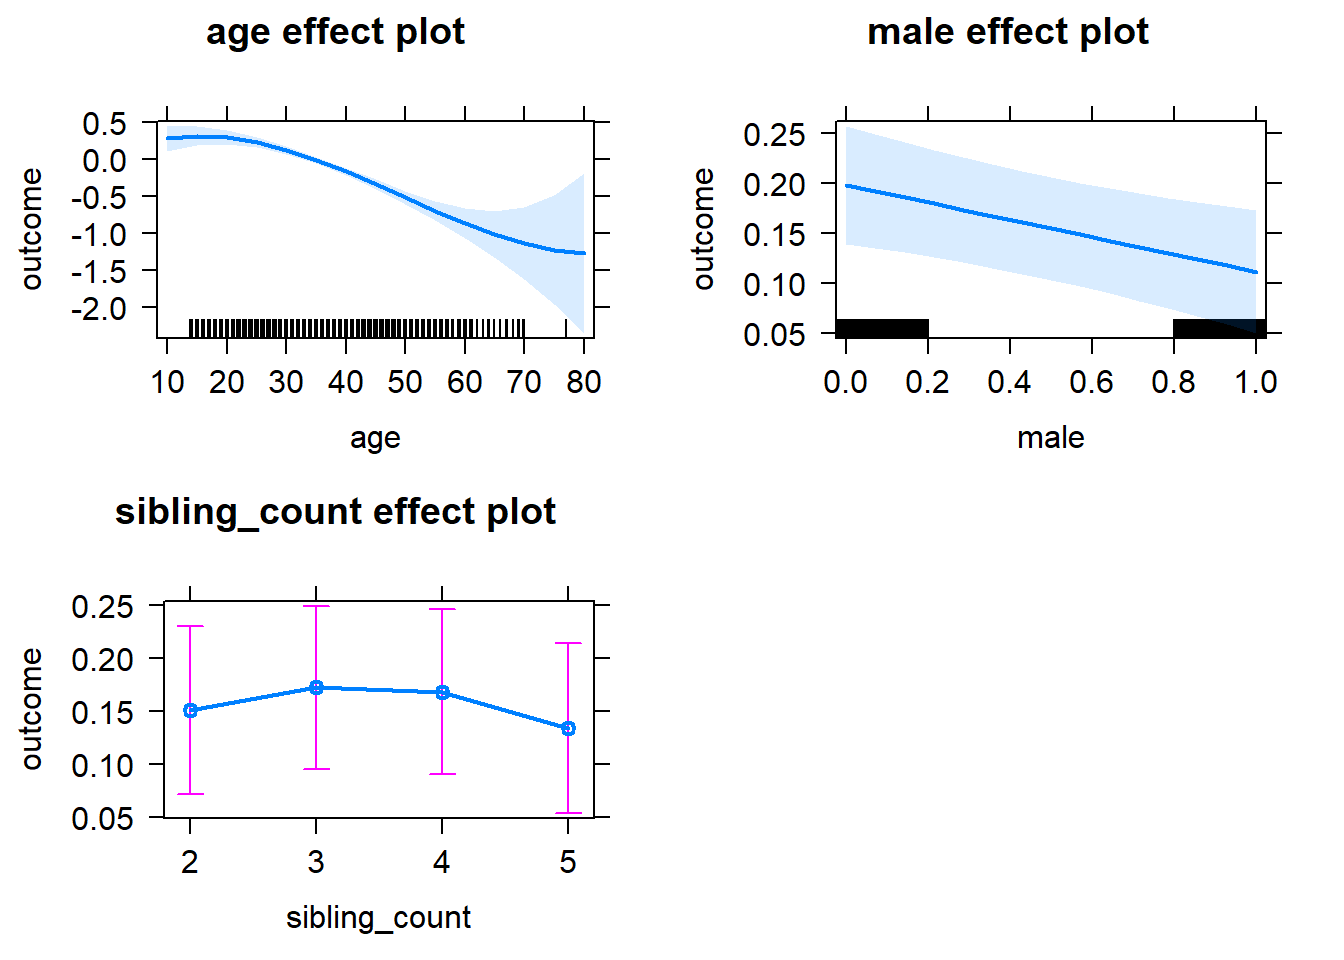 age effect plot
outcome
0.5
0.0
-0.5
-1.0
-1.5
-2.0
10 20 30 40 50 60 70 80
age
male effect plot
outcome
0.25
0.20
0.15
0.10
0.05
0.0 0.2 0.4 0.6 0.8 1.0
male
sibling_count effect plot
outcome
0.25
0.20
0.15
0.10
0.05
2 3 4 5
sibling_count